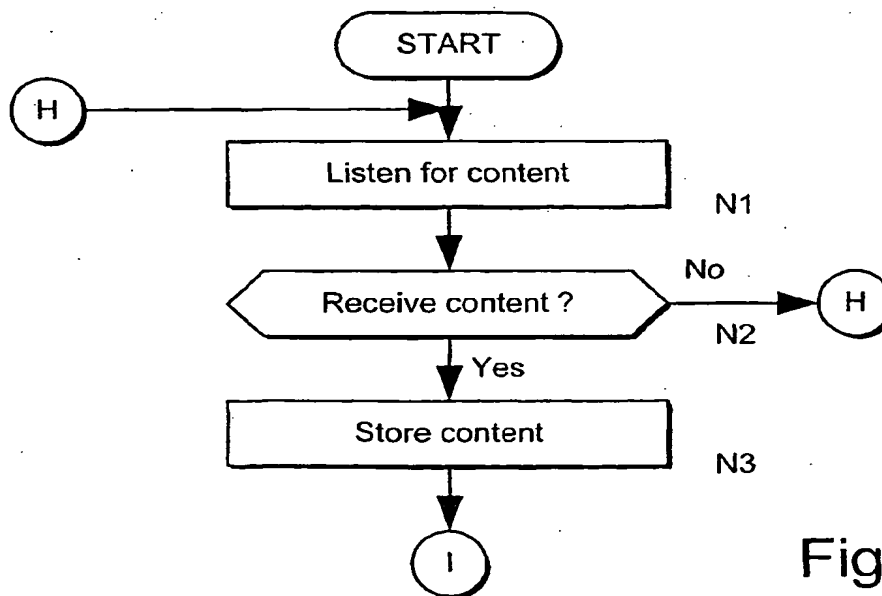 START
H
Listen for content
N1
No
Receive content ?
H
N2
Yes
Store content
N3
I
Fig